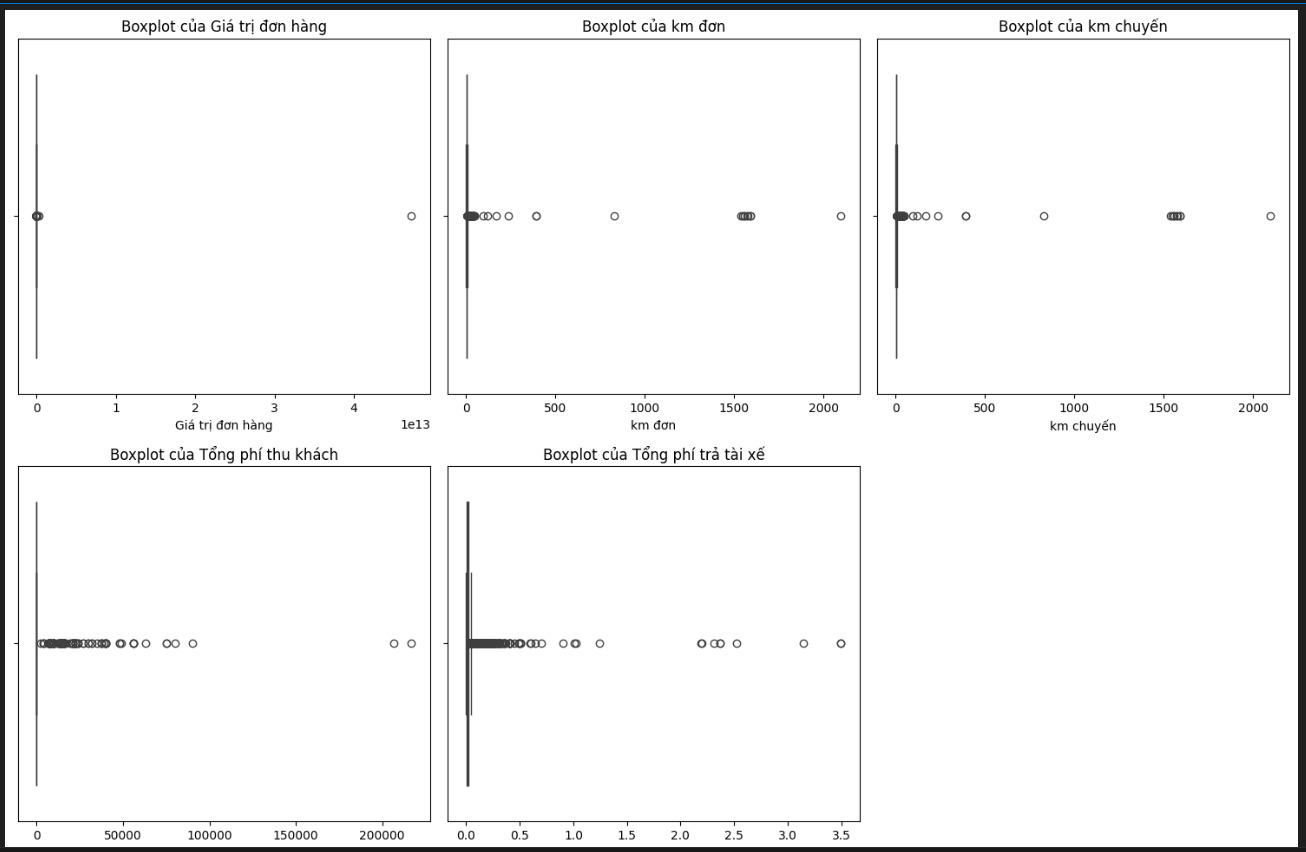 Boxplot của Giá trị đơn hàng
Boxplot của km đơn
Boxplot của km chuyến
0 1 2 3 4
1e13
Giá trị đơn hàng
0 500 1000 1500 2000
km đơn
0 500 1000 1500 2000
km chuyến
Boxplot của Tổng phí thu khách
Boxplot của Tổng phí trả tài xế
0 50000 100000 150000 200000
0.0 0.5 1.0 1.5 2.0 2.5 3.0 3.5